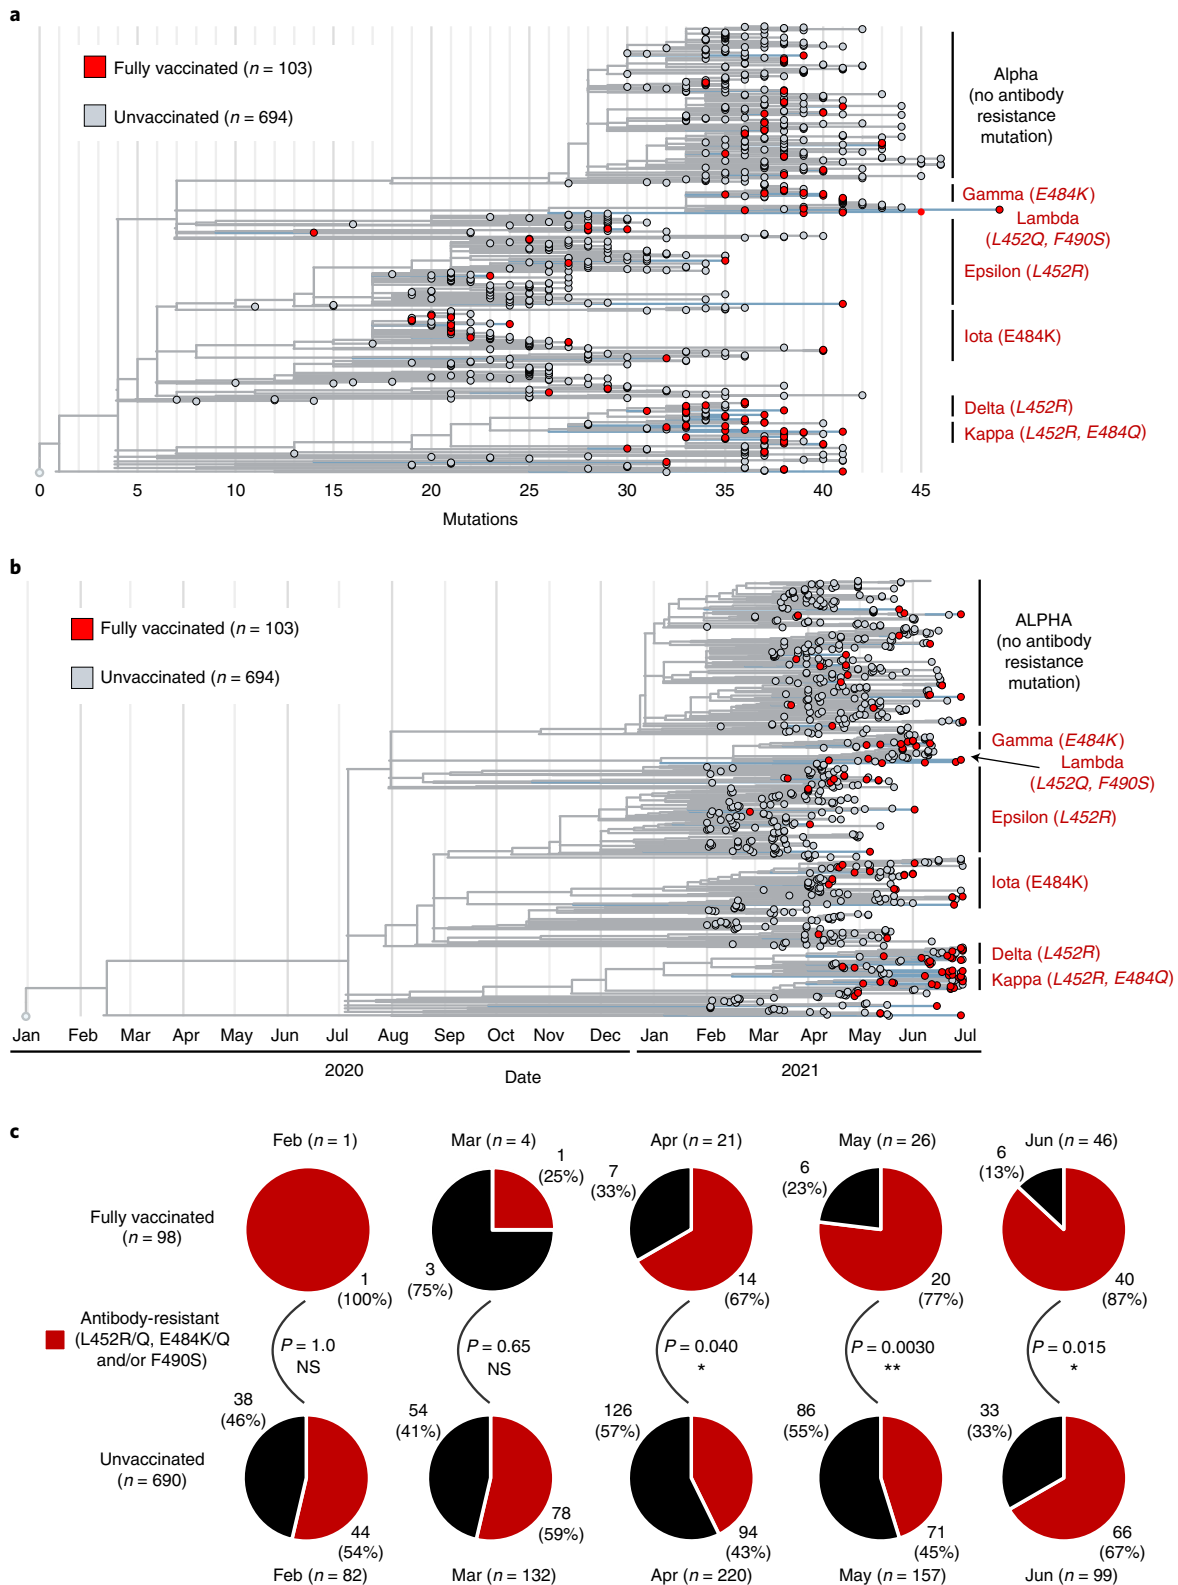 a
Fully vaccinated (n = 103)
Unvaccinated (n = 694)
Alpha
(no antibody
resistance
mutation)
Gamma (E484K)
Lambda
(L452Q, F490S)
Epsilon (L452R)
Iota (E484K)
Delta (L452R)
Kappa (L452R, E484Q)
0 5 10 15 20 25 30 35 40 45
Mutations
b
Fully vaccinated (n = 103)
Unvaccinated (n = 694)
ALPHA
(no antibody
resistance
mutation)
Gamma (E484K)
Lambda
(L452Q, F490S)
Epsilon (L452R)
Iota (E484K)
Delta (L452R)
Kappa (L452R, E484Q)
Jan Feb Mar Apr May Jun Jul Aug Sep Oct Nov Dec Jan Feb Mar Apr May Jun Jul
2020 Date 2021
c
Feb (n = 1) Mar (n = 4) Apr (n = 21) May (n = 26) Jun (n = 46)
Fully vaccinated
(n = 98)
1
(100%)
1
(25%)
3
(75%)
7
(33%)
14
(67%)
6
(23%)
20
(77%)
6
(13%)
40
(87%)
Antibody-resistant
(L452R/Q, E484K/Q
and/or F490S)
P = 1.0
NS
P = 0.65
NS
P = 0.040
*
P = 0.0030
**
P = 0.015
*
Unvaccinated
(n = 690)
38
(46%)
44
(54%)
54
(41%)
78
(59%)
126
(57%)
94
(43%)
86
(55%)
71
(45%)
33
(33%)
66
(67%)
Feb (n = 82) Mar (n = 132) Apr (n = 220) May (n = 157) Jun (n = 99)